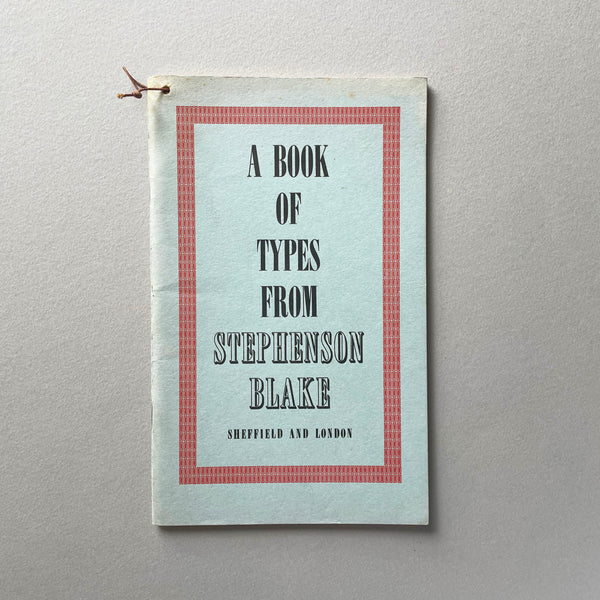 A BOOK
OF
TYPES
FROM
STEPHENSON
BLAKE
SHEFFIELD AND LONDON